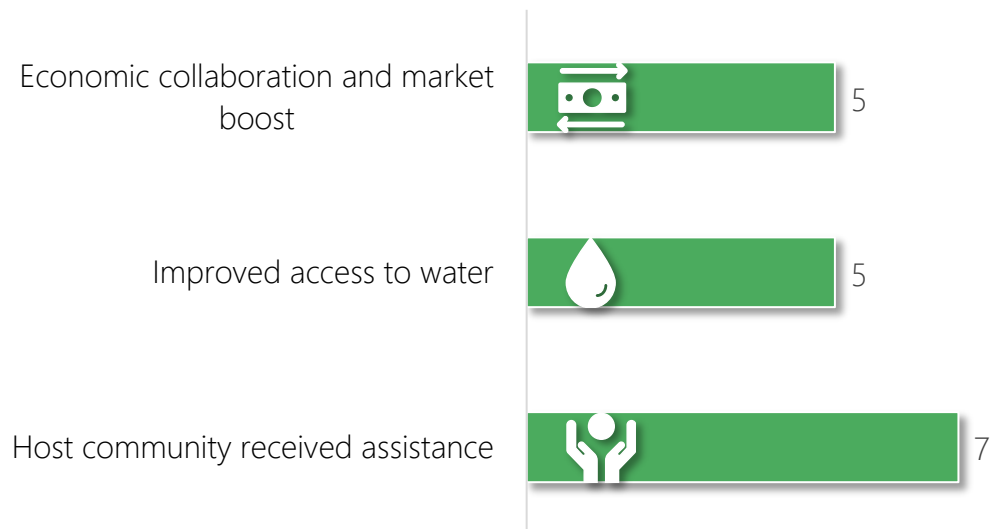 Economic collaboration and market
boost
5
Improved access to water
5
Host community received assistance
7